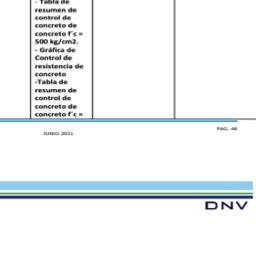 - Tabla de
resumen de
control de
concreto de
concreto f´c =
500 kg/cm2.
- Gráfica de
Control de
resistencia de
concreto
-Tabla de
resumen de
control de
concreto de
concreto f´c =
PAG. 48
JUNIO 2021
DNV